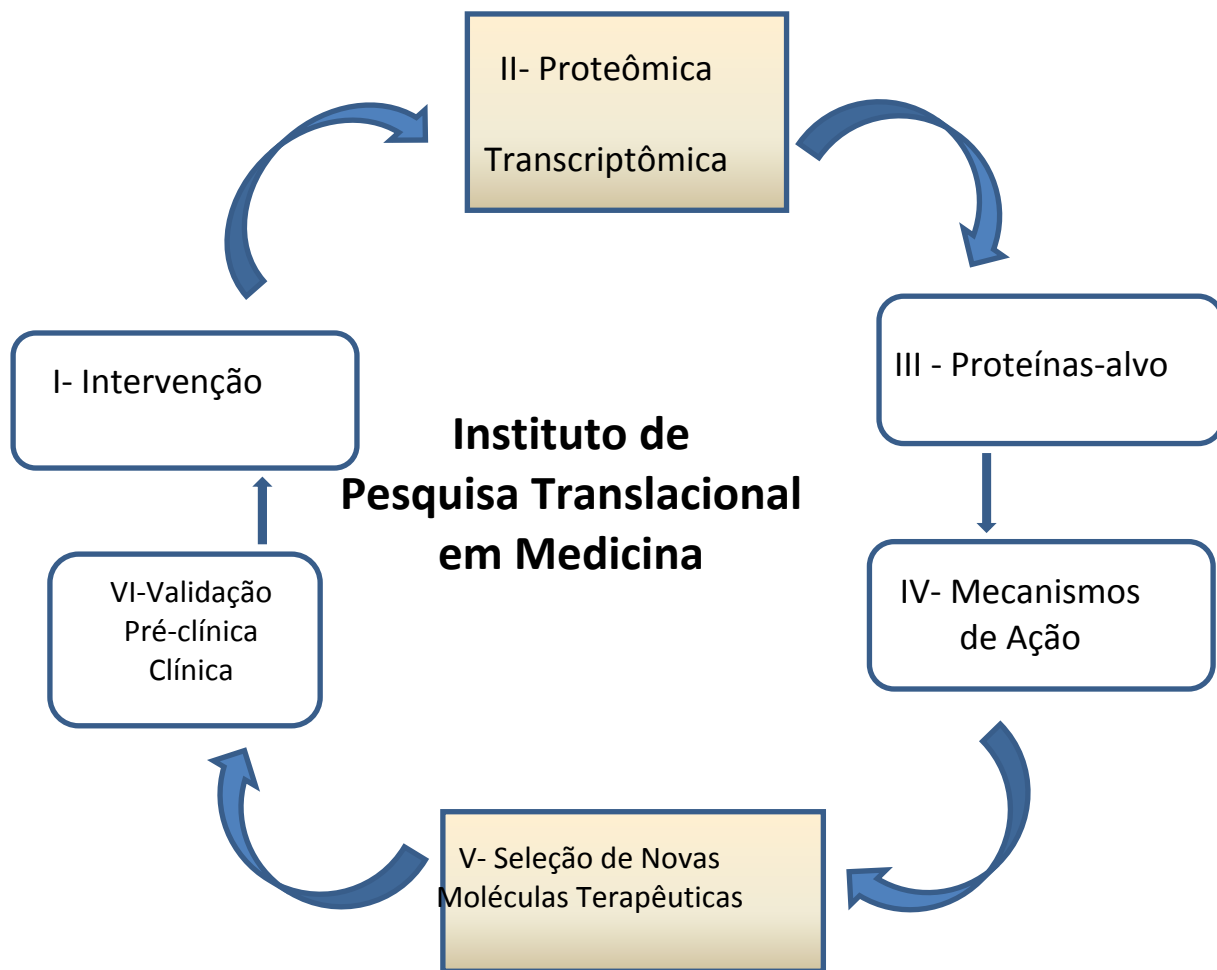 II- Proteômica
Transcriptômica
I- Intervenção
III - Proteínas-alvo
Instituto de
Pesquisa Translacional
em Medicina
VI-Validação
Pré-clínica
Clínica
IV- Mecanismos
de Ação
V- Seleção de Novas
Moléculas Terapêuticas